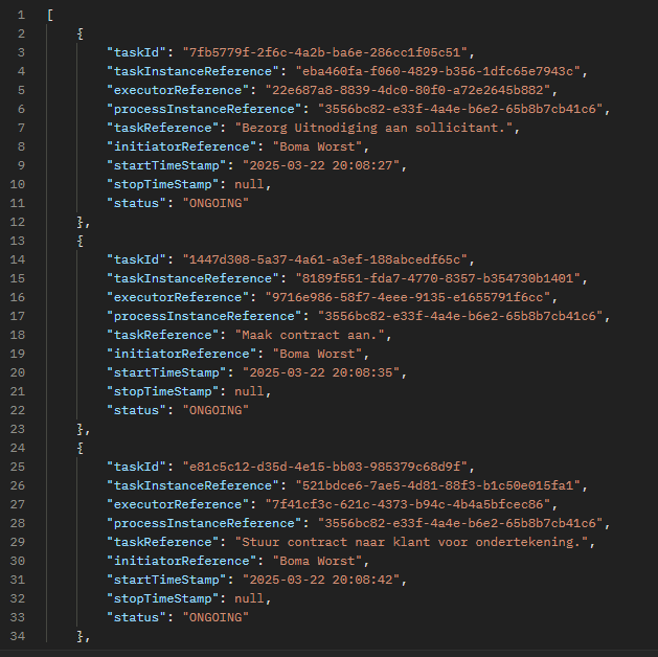 1 [
2 {
3 "taskId": "7fb5779f-2f6c-4a2b-ba6e-286cc1f05c51",
4 "taskInstanceReference": "eba460fa-f060-4829-b356-1dfc65e7943c",
5 "executorReference": "22e687a8-8839-4dc0-80f0-a72e2645b882",
6 "processInstanceReference": "3556bc82-e33f-4a4e-b6e2-65b8b7cb41c6",
7 "taskReference": "Bezorg Uitnodiging aan sollicitant.",
8 "initiatorReference": "Boma Worst",
9 "startTimeStamp": "2025-03-22 20:08:27",
10 "stopTimeStamp": null,
11 "status": "ONGOING"
12 },
13 {
14 "taskId": "1447d308-5a37-4a61-a3ef-188abcedf65c",
15 "taskInstanceReference": "8189f551-fda7-4770-8357-b354730b1401",
16 "executorReference": "9716e986-58f7-4eee-9135-e1655791f6cc",
17 "processInstanceReference": "3556bc82-e33f-4a4e-b6e2-65b8b7cb41c6",
18 "taskReference": "Maak contract aan.",
19 "initiatorReference": "Boma Worst",
20 "startTimeStamp": "2025-03-22 20:08:35",
21 "stopTimeStamp": null,
22 "status": "ONGOING"
23 },
24 {
25 "taskId": "e81c5c12-d35d-4e15-bb03-985379c68d9f",
26 "taskInstanceReference": "521bdce6-7ae5-4d81-88f3-b1c50e015fa1",
27 "executorReference": "7f41cf3c-621c-4373-b94c-4b4a5bfcec86",
28 "processInstanceReference": "3556bc82-e33f-4a4e-b6e2-65b8b7cb41c6",
29 "taskReference": "Stuur contract naar klant voor ondertekening.",
30 "initiatorReference": "Boma Worst",
31 "startTimeStamp": "2025-03-22 20:08:42",
32 "stopTimeStamp": null,
33 "status": "ONGOING"
34 },